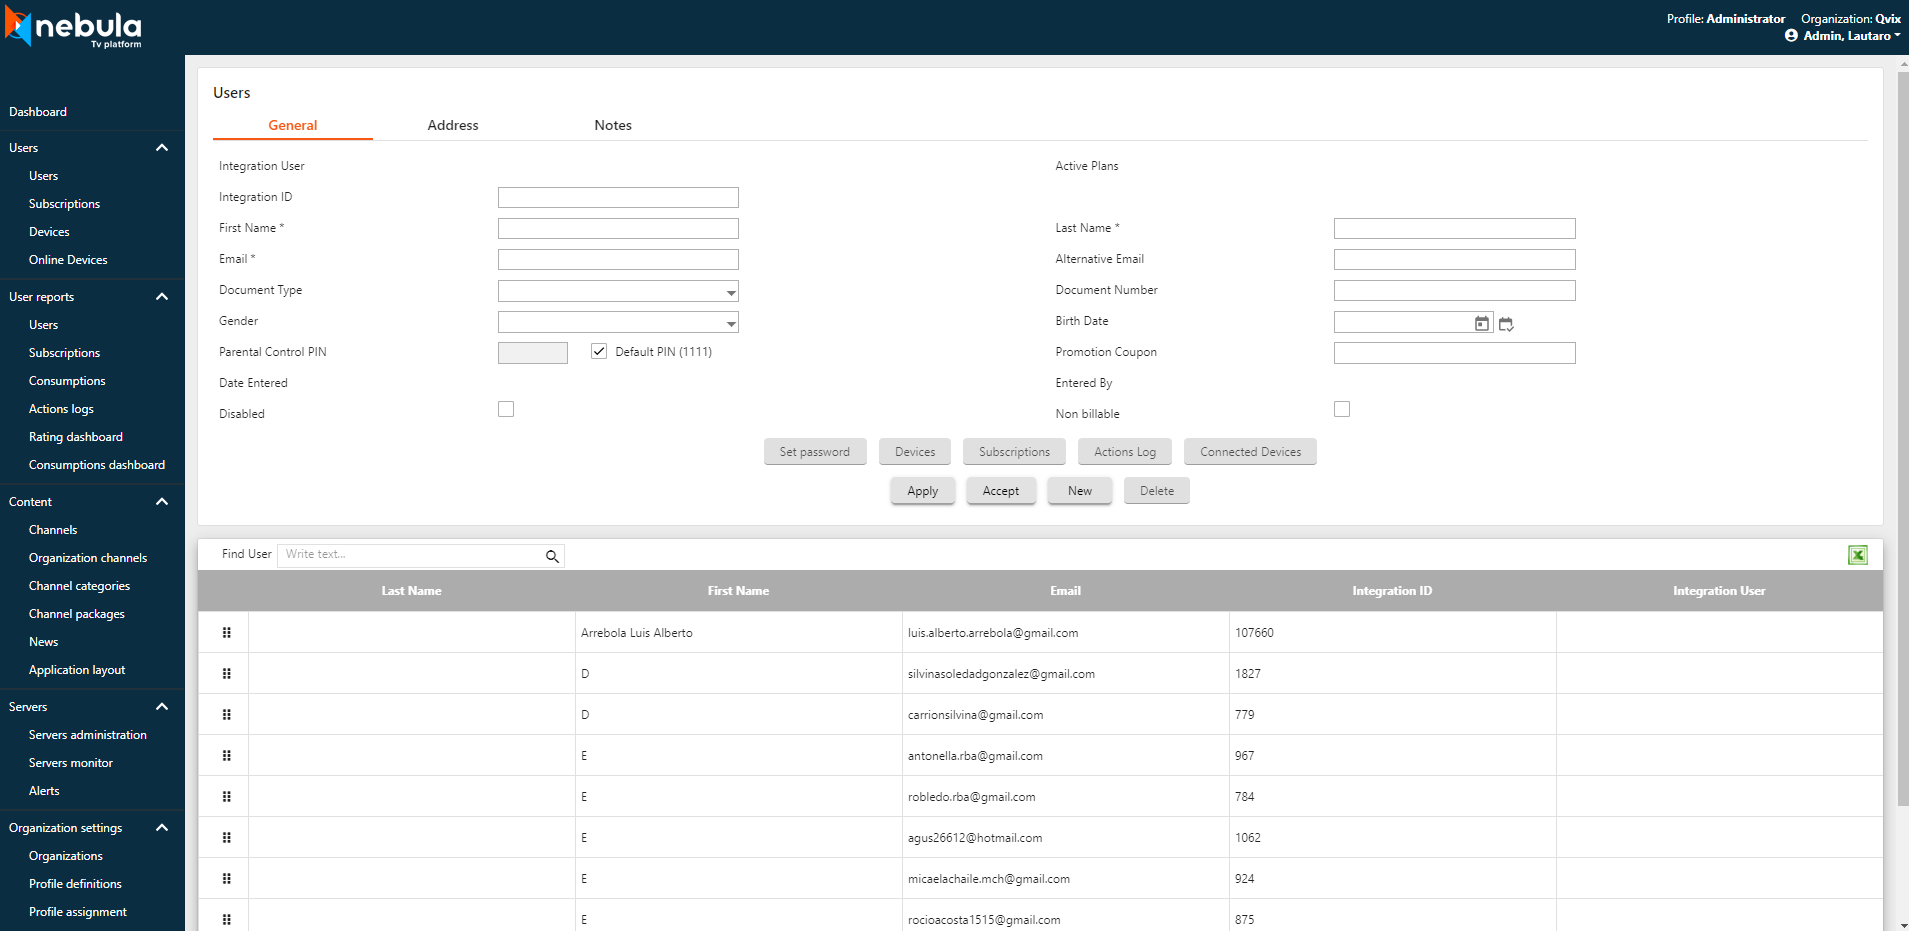 nebula
Tv platform
Profile: Administrator Organization: Qvix
Admin, Lautaro
Dashboard
Users
Users
Subscriptions
Devices
Online Devices
User reports
Users
Subscriptions
Consumptions
Actions logs
Rating dashboard
Consumptions dashboard
Content
Channels
Organization channels
Channel categories
Channel packages
News
Application layout
Servers
Servers administration
Servers monitor
Alerts
Organization settings
Organizations
Profile definitions
Profile assignment
Users
General Address Notes
Integration User Active Plans
Integration ID
First Name * Last Name *
Email * Alternative Email
Document Type Document Number
Gender Birth Date
Parental Control PIN Default PIN (1111) Promotion Coupon
Date Entered Entered By
Disabled Non billable
Set password Devices Subscriptions Actions Log Connected Devices
Apply Accept New Delete
Find User Write text...
Last Name First Name Email Integration ID Integration User
Arrebola Luis Alberto luis.alberto.arrebola@gmail.com 107660
D silvinasoledadgonzalez@gmail.com 1827
D carrionsilvina@gmail.com 779
E antonella.rba@gmail.com 967
E robledo.rba@gmail.com 784
E agus26612@hotmail.com 1062
E micaelachaile.mch@gmail.com 924
E rocioacosta1515@gmail.com 875